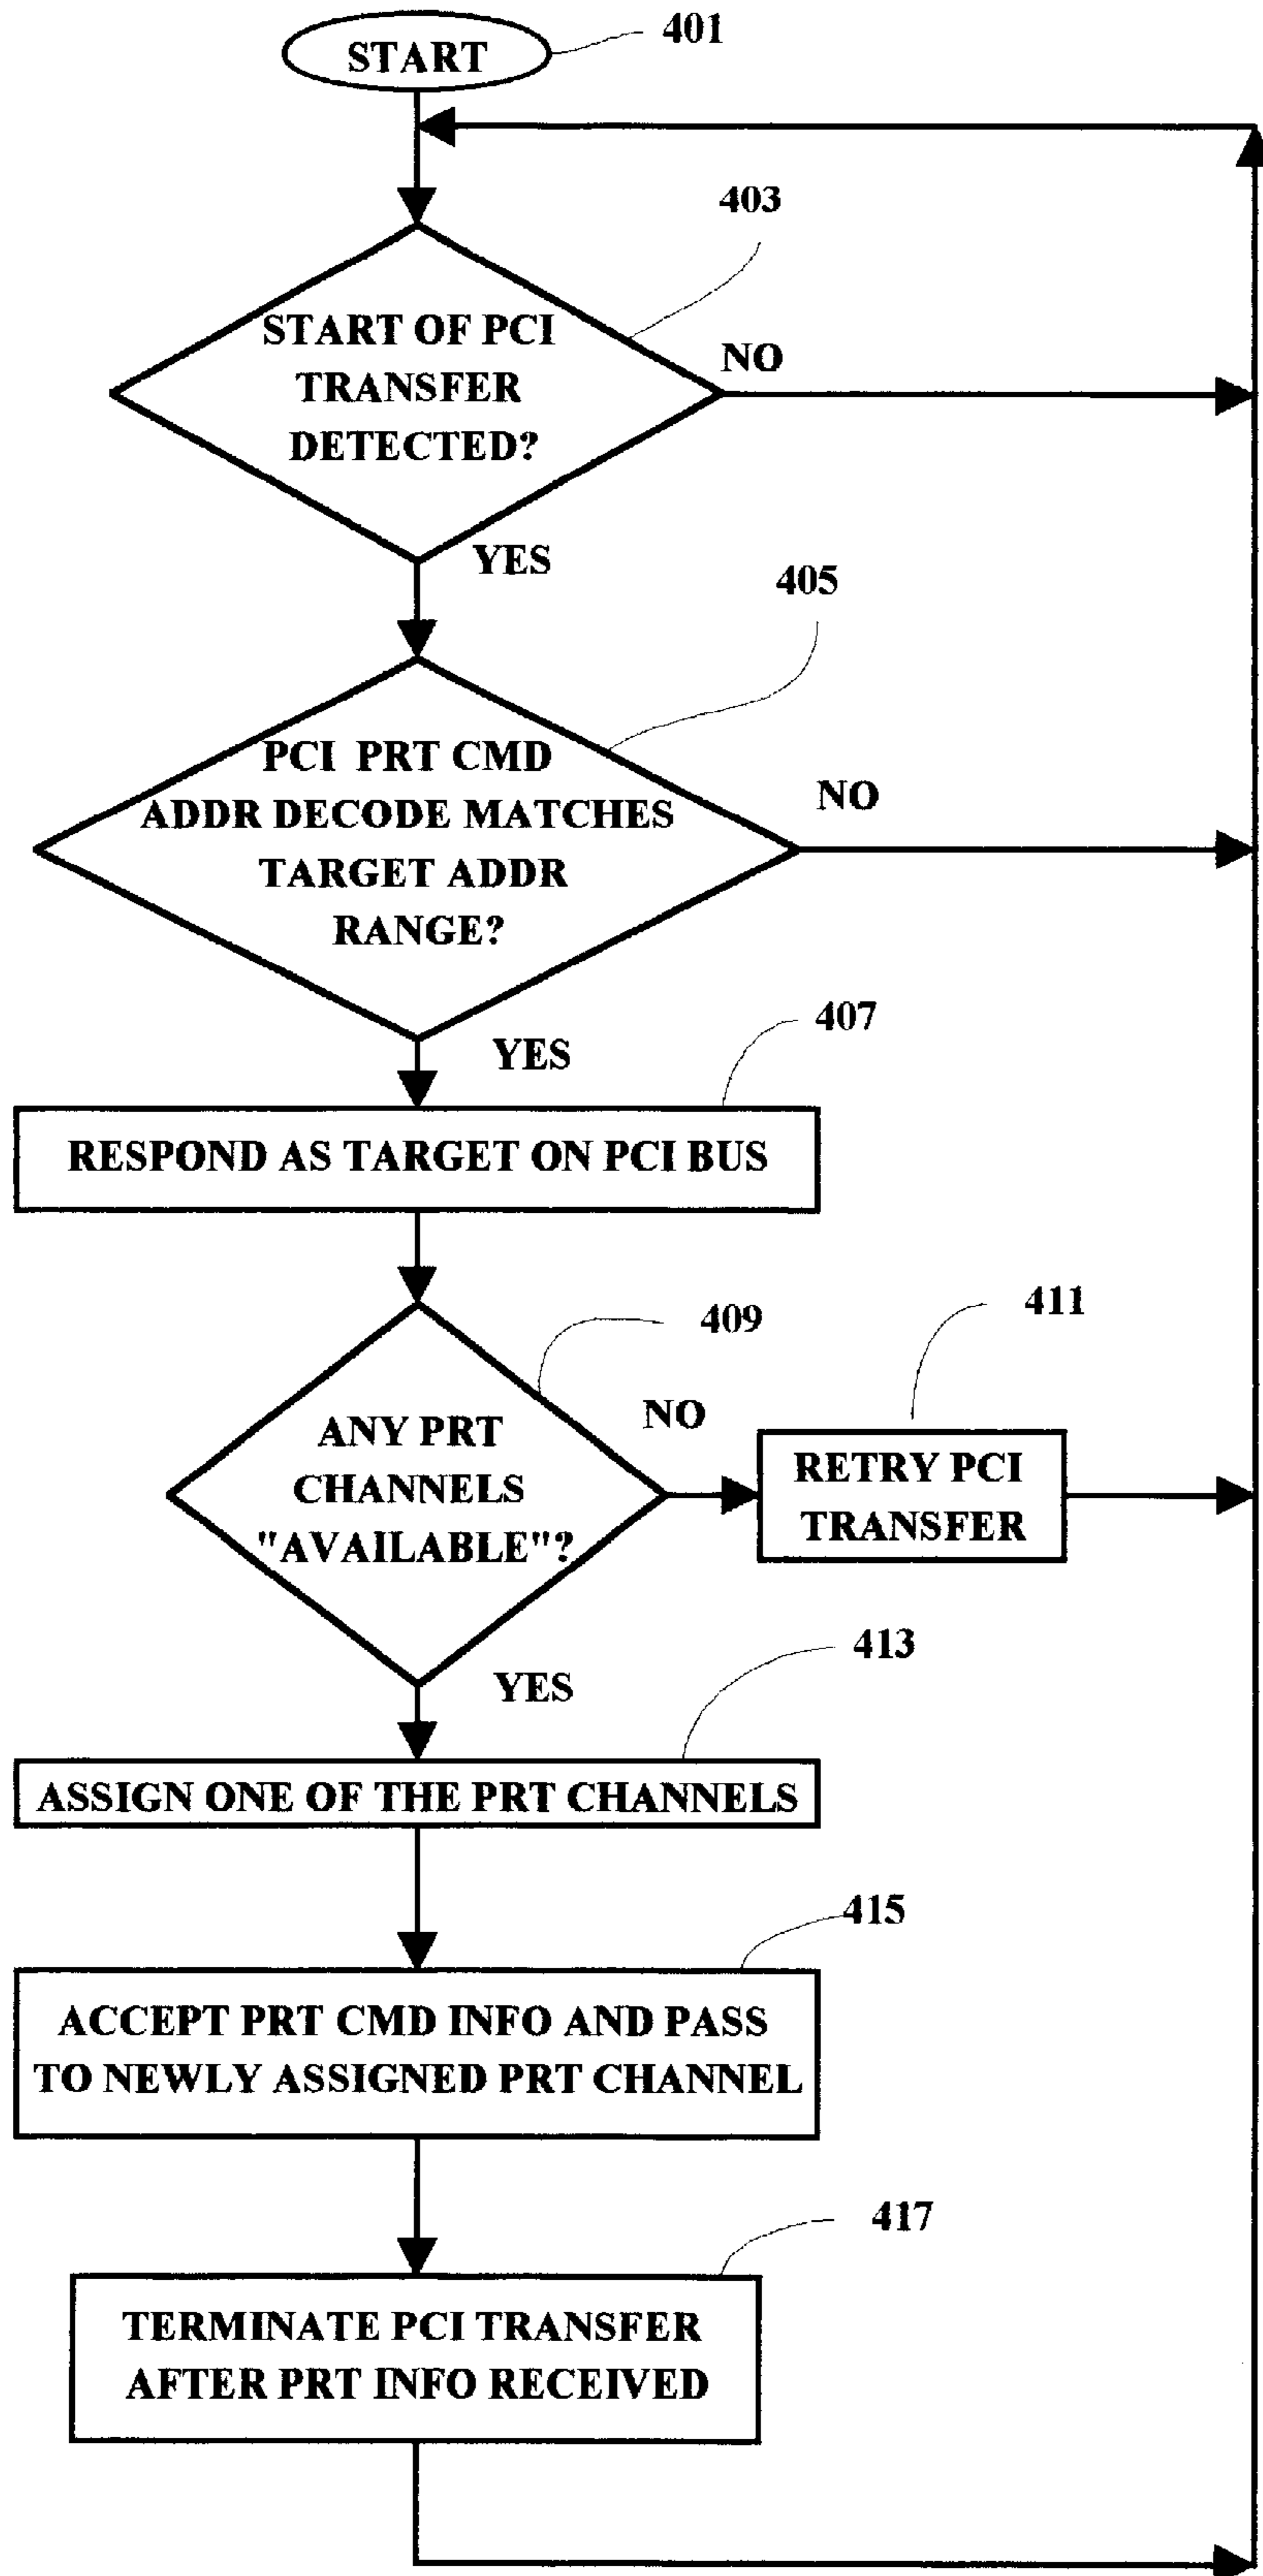 START
401
403
START OF PCI
TRANSFER
DETECTED?
NO
YES
405
PCI PRT CMD
ADDR DECODE MATCHES
TARGET ADDR
RANGE?
NO
YES
407
RESPOND AS TARGET ON PCI BUS
409
411
ANY PRT
CHANNELS
"AVAILABLE"?
NO
RETRY PCI
TRANSFER
YES
413
ASSIGN ONE OF THE PRT CHANNELS
415
ACCEPT PRT CMD INFO AND PASS
TO NEWLY ASSIGNED PRT CHANNEL
417
TERMINATE PCI TRANSFER
AFTER PRT INFO RECEIVED